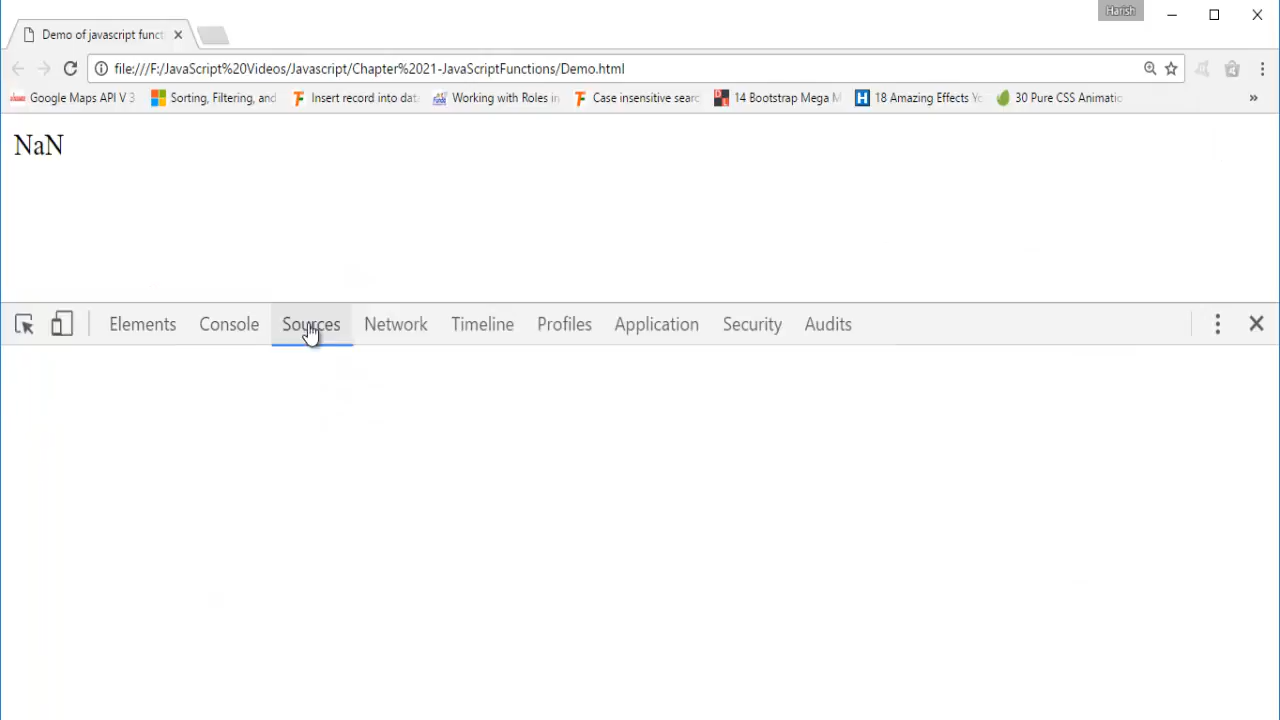 Harish
Demo of javascript funct
file:///F:/JavaScript%20Videos/Javascript/Chapter%2021-JavaScriptFunctions/Demo.html
Google Maps API V 3 Sorting, Filtering, and Insert record into dat Working with Roles in Case insensitive searc 14 Bootstrap Mega M 18 Amazing Effects Yo 30 Pure CSS Animatio »
NaN
Elements Console Sources Network Timeline Profiles Application Security Audits